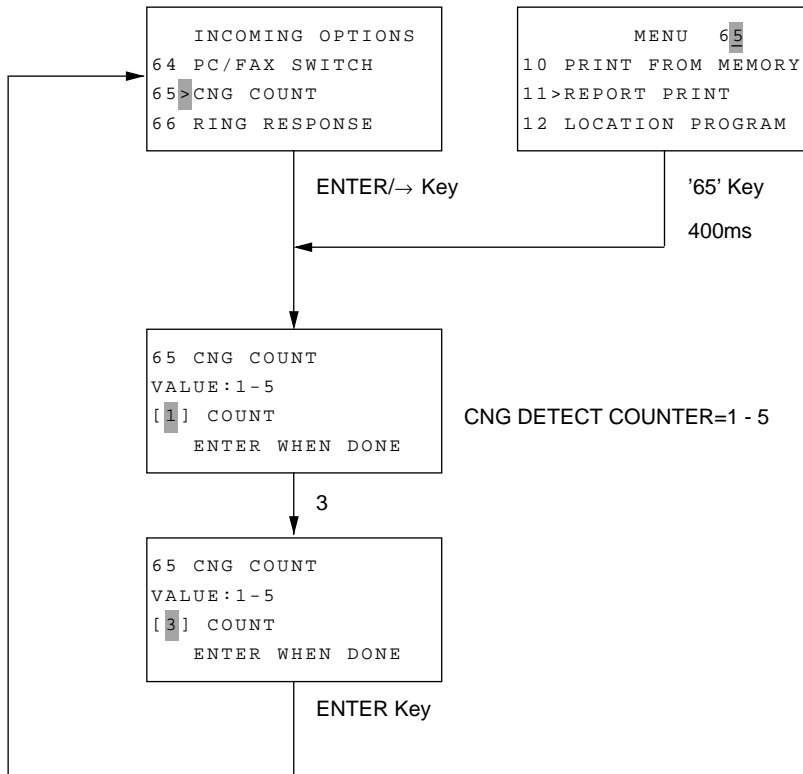 INCOMING OPTIONS
64 PC/FAX SWITCH
65>CNG COUNT
66 RING RESPONSE
MENU 65
10 PRINT FROM MEMORY
11>REPORT PRINT
12 LOCATION PROGRAM
ENTER/→ Key
'65' Key
400ms
65 CNG COUNT
VALUE:1-5
[1] COUNT
ENTER WHEN DONE
CNG DETECT COUNTER=1 - 5
3
65 CNG COUNT
VALUE:1-5
[3] COUNT
ENTER WHEN DONE
ENTER Key